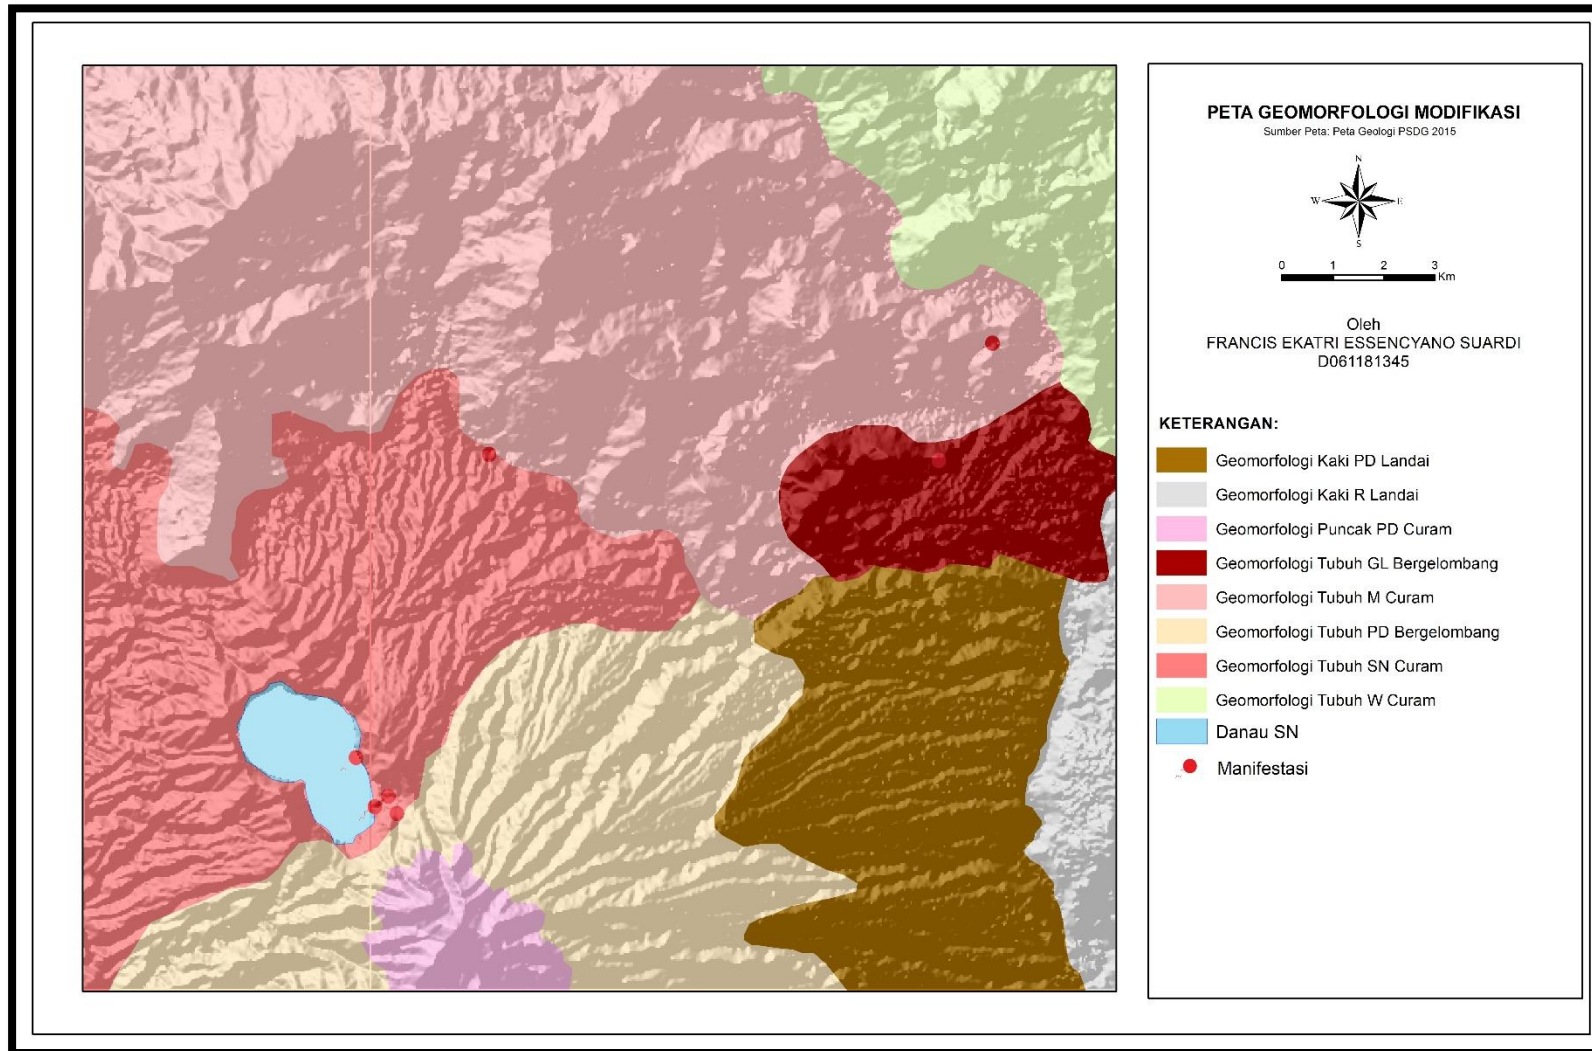 PETA GEOMORFOLOGI MODIFIKASI
Sumber Peta: Peta Geologi PSDG 2015
N
W E
S
0 1 2 3
Km
Oleh
FRANCIS EKATRI ESSENCYANO SUARDI
D061181345
KETERANGAN:
Geomorfologi Kaki PD Landai
Geomorfologi Kaki R Landai
Geomorfologi Puncak PD Curam
Geomorfologi Tubuh GL Bergelombang
Geomorfologi Tubuh M Curam
Geomorfologi Tubuh PD Bergelombang
Geomorfologi Tubuh SN Curam
Geomorfologi Tubuh W Curam
Danau SN
Manifestasi